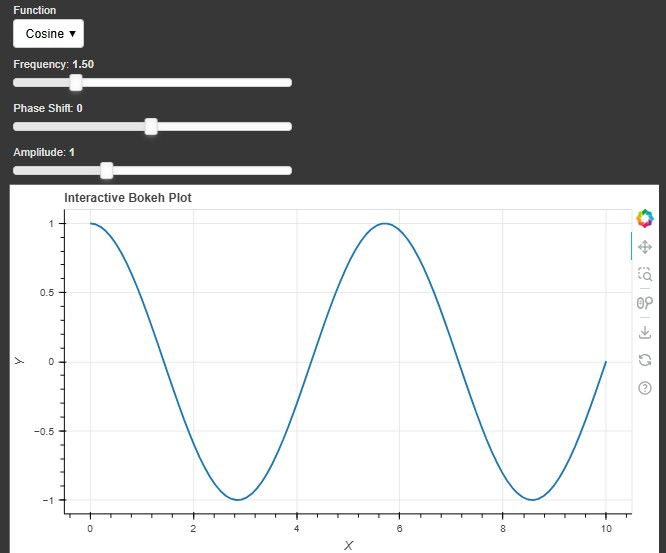 Function
Cosine ▼
Frequency: 1.50
Phase Shift: 0
Amplitude: 1
Interactive Bokeh Plot
1
0.5
0
−0.5
−1
Y
0 2 4 6 8 10
X